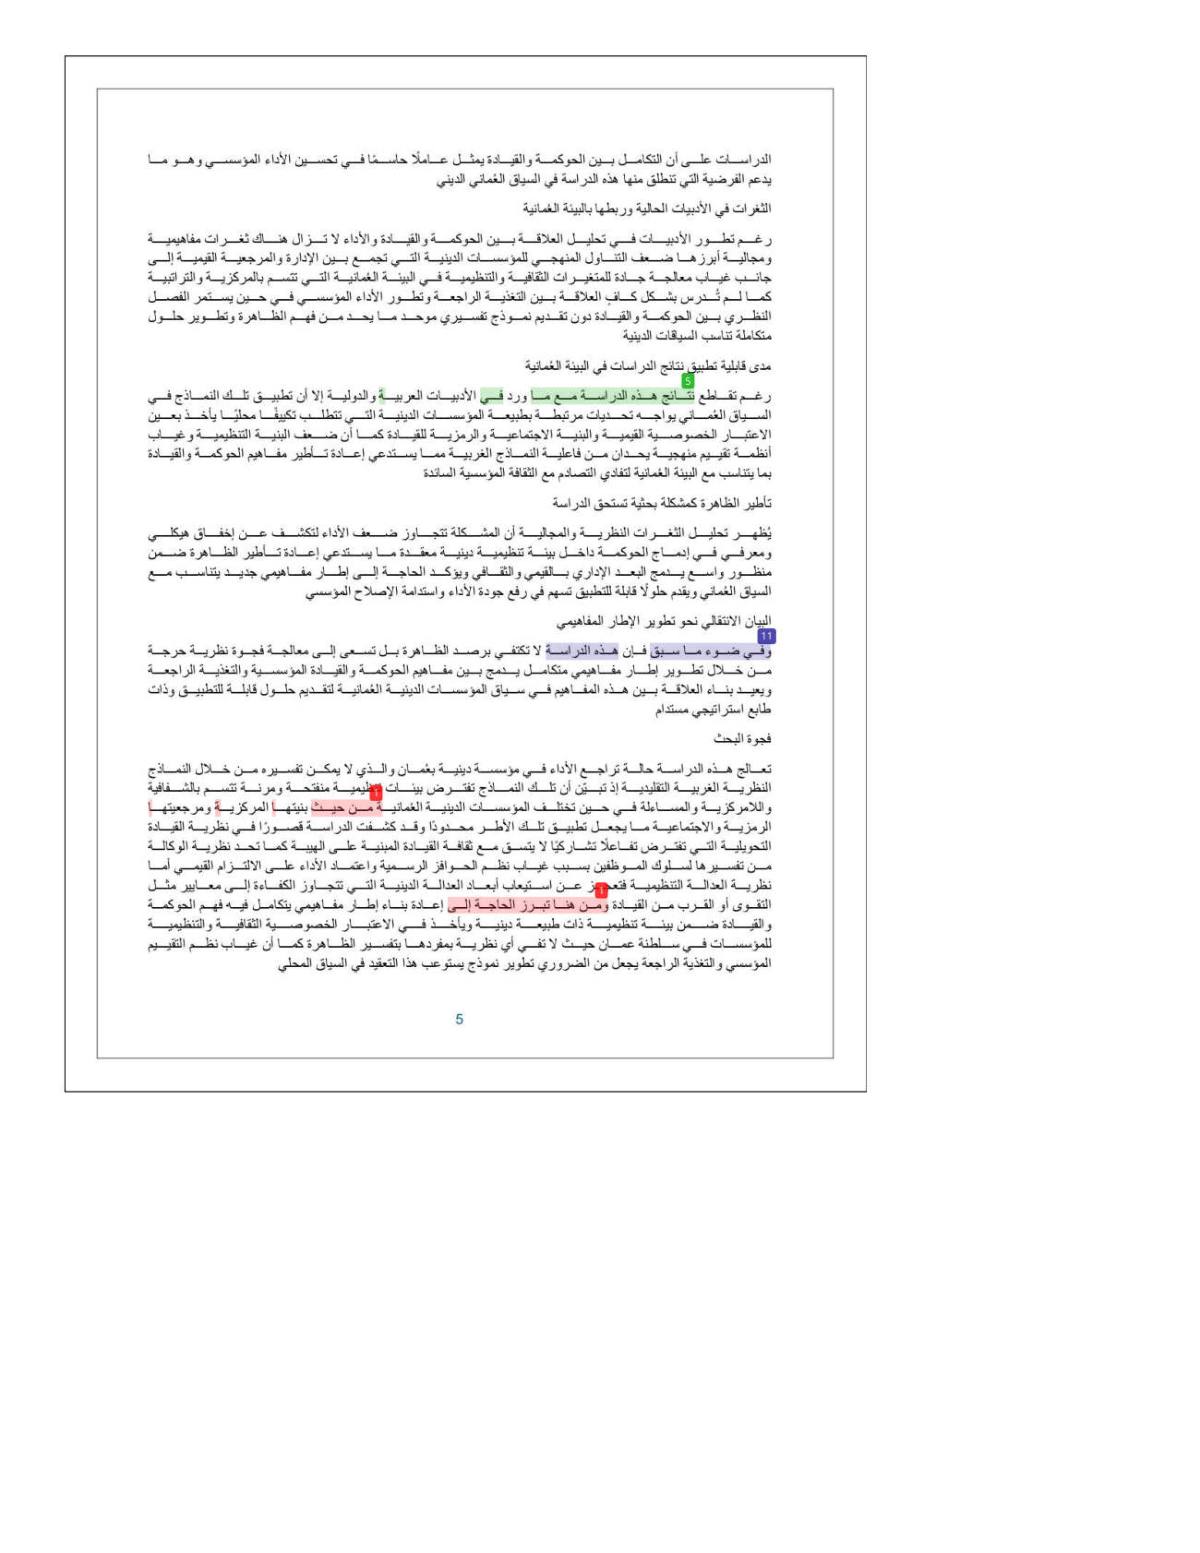 الدراسات على أن التكامل بين الحوكمة والقيادة يمثل عاملًا حاسمًا في تحسين الأداء المؤسسي وهو ما
يدعم الفرضية التي تنطلق منها هذه الدراسة في السياق العُماني الديني
الثغرات في الأدبيات الحالية وربطها بالبيئة العُمانية
رغم تطور الأدبيات في تحليل العلاقة بين الحوكمة والقيادة والأداء لا تزال هناك ثغرات مفاهيمية
ومجالية أبرزها ضعف التناول المنهجي للمؤسسات الدينية التي تجمع بين الإدارة والمرجعية القيمية إلى
جانب غياب معالجة جادة للمتغيرات الثقافية والتنظيمية في البيئة العُمانية التي تتسم بالمركزية والتراتبية
كما لم تُدرس بشكل كافٍ العلاقة بين التغذية الراجعة وتطور الأداء المؤسسي في حين يستمر الفصل
النظري بين الحوكمة والقيادة دون تقديم نموذج تفسيري موحد ما يحد من فهم الظاهرة وتطوير حلول
متكاملة تناسب السياقات الدينية
مدى قابلية تطبيق نتائج الدراسات في البيئة العُمانية
5
رغم تقاطع نتائج هذه الدراسة مع ما ورد في الأدبيات العربية والدولية إلا أن تطبيق تلك النماذج في
السياق العُماني يواجه تحديات مرتبطة بطبيعة المؤسسات الدينية التي تتطلب تكييفًا محليًا يأخذ بعين
الاعتبار الخصوصية القيمية والبنية الاجتماعية والرمزية للقيادة كما أن ضعف البنية التنظيمية وغياب
أنظمة تقييم منهجية يحدان من فاعلية النماذج الغربية مما يستدعي إعادة تأطير مفاهيم الحوكمة والقيادة
بما يتناسب مع البيئة العُمانية لتفادي التصادم مع الثقافة المؤسسية السائدة
تأطير الظاهرة كمشكلة بحثية تستحق الدراسة
يُظهر تحليل الثغرات النظرية والمجالية أن المشكلة تتجاوز ضعف الأداء لتكشف عن إخفاق هيكلي
ومعرفي في إدماج الحوكمة داخل بيئة تنظيمية دينية معقدة ما يستدعي إعادة تأطير الظاهرة ضمن
منظور واسع يدمج البعد الإداري بالقيمي والثقافي ويؤكد الحاجة إلى إطار مفاهيمي جديد يتناسب مع
السياق العُماني ويقدم حلولًا قابلة للتطبيق تسهم في رفع جودة الأداء واستدامة الإصلاح المؤسسي
البيان الانتقالي نحو تطوير الإطار المفاهيمي
11
وفي ضوء ما سبق فإن هذه الدراسة لا تكتفي برصد الظاهرة بل تسعى إلى معالجة فجوة نظرية حرجة
من خلال تطوير إطار مفاهيمي متكامل يدمج بين مفاهيم الحوكمة والقيادة المؤسسية والتغذية الراجعة
ويعيد بناء العلاقة بين هذه المفاهيم في سياق المؤسسات الدينية العُمانية لتقديم حلول قابلة للتطبيق وذات
طابع استراتيجي مستدام
فجوة البحث
تعالج هذه الدراسة حالة تراجع الأداء في مؤسسة دينية بعُمان والذي لا يمكن تفسيره من خلال النماذج
النظرية الغربية التقليدية إذ تبيّن أن تلك النماذج تفترض بيئات تنظيمية منفتحة ومرنة تتسم بالشفافية
1
واللامركزية والمساءلة في حين تختلف المؤسسات الدينية العُمانية من حيث بنيتها المركزية ومرجعيتها
الرمزية والاجتماعية ما يجعل تطبيق تلك الأطر محدودًا وقد كشفت الدراسة قصورًا في نظرية القيادة
التحويلية التي تفترض تفاعلًا تشاركيًا لا يتسق مع ثقافة القيادة المبنية على الهيبة كما تحد نظرية الوكالة
من تفسيرها لسلوك الموظفين بسبب غياب نظم الحوافز الرسمية واعتماد الأداء على الالتزام القيمي أما
نظرية العدالة التنظيمية فتعجز عن استيعاب أبعاد العدالة الدينية التي تتجاوز الكفاءة إلى معايير مثل
1
التقوى أو القرب من القيادة ومن هنا تبرز الحاجة إلى إعادة بناء إطار مفاهيمي يتكامل فيه فهم الحوكمة
والقيادة ضمن بيئة تنظيمية ذات طبيعة دينية ويأخذ في الاعتبار الخصوصية الثقافية والتنظيمية
للمؤسسات في سلطنة عمان حيث لا تفي أي نظرية بمفردها بتفسير الظاهرة كما أن غياب نظم التقييم
المؤسسي والتغذية الراجعة يجعل من الضروري تطوير نموذج يستوعب هذا التعقيد في السياق المحلي
5